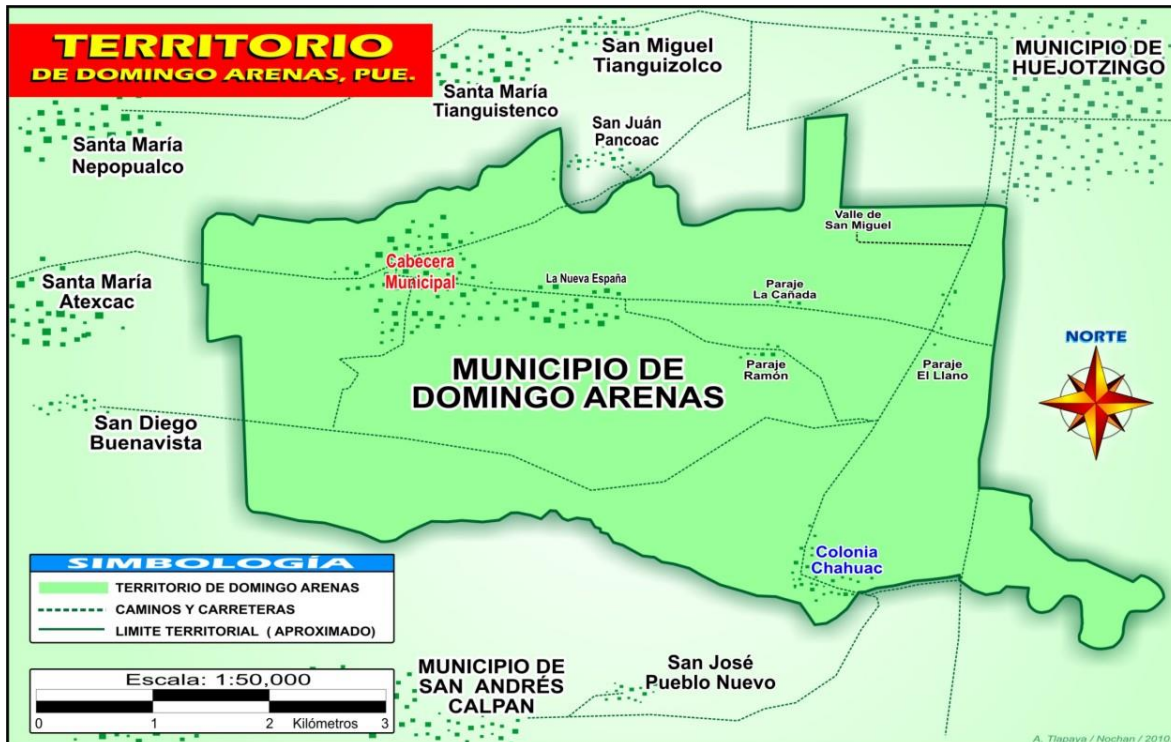 TERRITORIO
DE DOMINGO ARENAS, PUE.
San Miguel
Tianguizolco
MUNICIPIO DE
HUEJOTZINGO
Santa María
Tianguistenco
Santa María
Nepopualco
San Juán
Pancoac
Valle de
San Miguel
Cabecera
Municipal
La Nueva España
Paraje
La Cañada
Santa María
Atexcac
NORTE
MUNICIPIO DE
DOMINGO ARENAS
Paraje
Ramón
Paraje
El Llano
San Diego
Buenavista
Colonia
Chahuac
SIMBOLOGÍA
TERRITORIO DE DOMINGO ARENAS
CAMINOS Y CARRETERAS
LIMITE TERRITORIAL ( APROXIMADO)
Escala: 1:50,000
0 1 2 Kilómetros 3
MUNICIPIO DE
SAN ANDRÉS
CALPAN
San José
Pueblo Nuevo
A. Tlapaya / Nochan / 2010